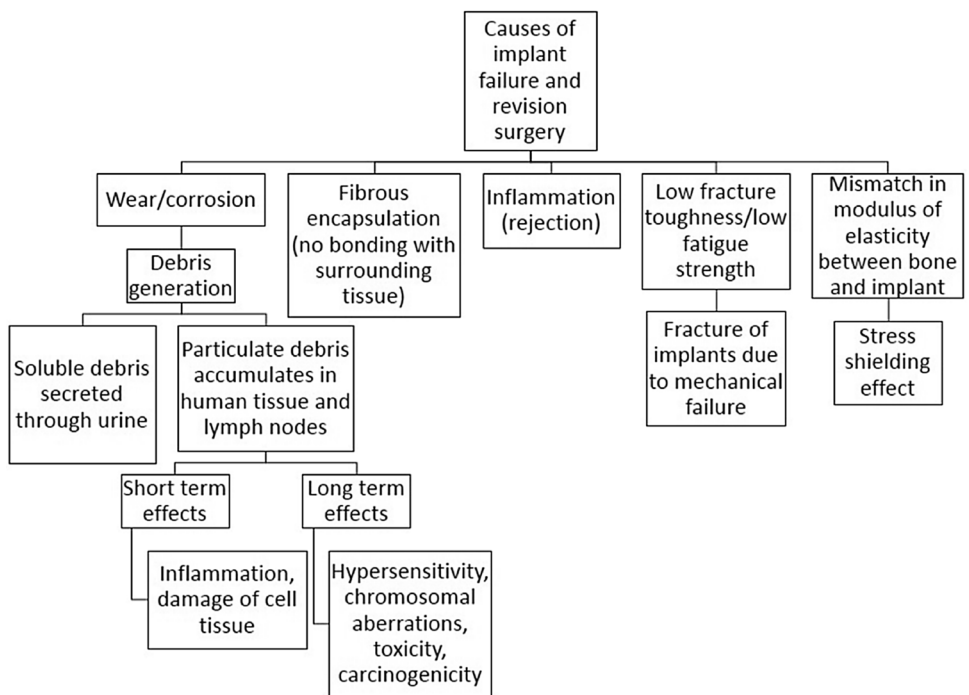 Causes of
implant
failure and
revision
surgery
Wear/corrosion
Fibrous
encapsulation
(no bonding with
surrounding
tissue)
Inflammation
(rejection)
Low fracture
toughness/low
fatigue
strength
Mismatch in
modulus of
elasticity
between bone
and implant
Debris
generation
Soluble debris
secreted
through urine
Particulate debris
accumulates in
human tissue and
lymph nodes
Fracture of
implants due
to mechanical
failure
Stress
shielding
effect
Short term
effects
Long term
effects
Inflammation,
damage of cell
tissue
Hypersensitivity,
chromosomal
aberrations,
toxicity,
carcinogenicity